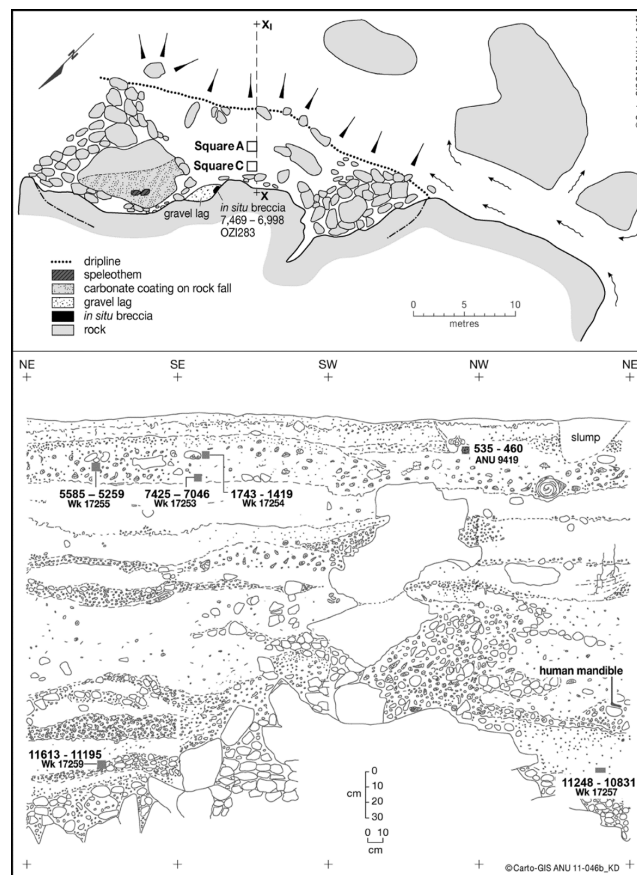 N
X₁
Square A
Square C
X
gravel lag
in situ breccia
7,469 – 6,998
OZI283
dripline
speleothem
carbonate coating on rock fall
gravel lag
in situ breccia
rock
0 5 10
metres
NE SE SW NW NE
slump
535 - 460
ANU 9419
5585 – 5259
Wk 17255
7425 – 7046
Wk 17253
1743 - 1419
Wk 17254
human mandible
11613 - 11195
Wk 17259
11248 - 10831
Wk 17257
0
cm 10
20
30
0 10
cm
©Carto-GIS ANU 11-046b_KD